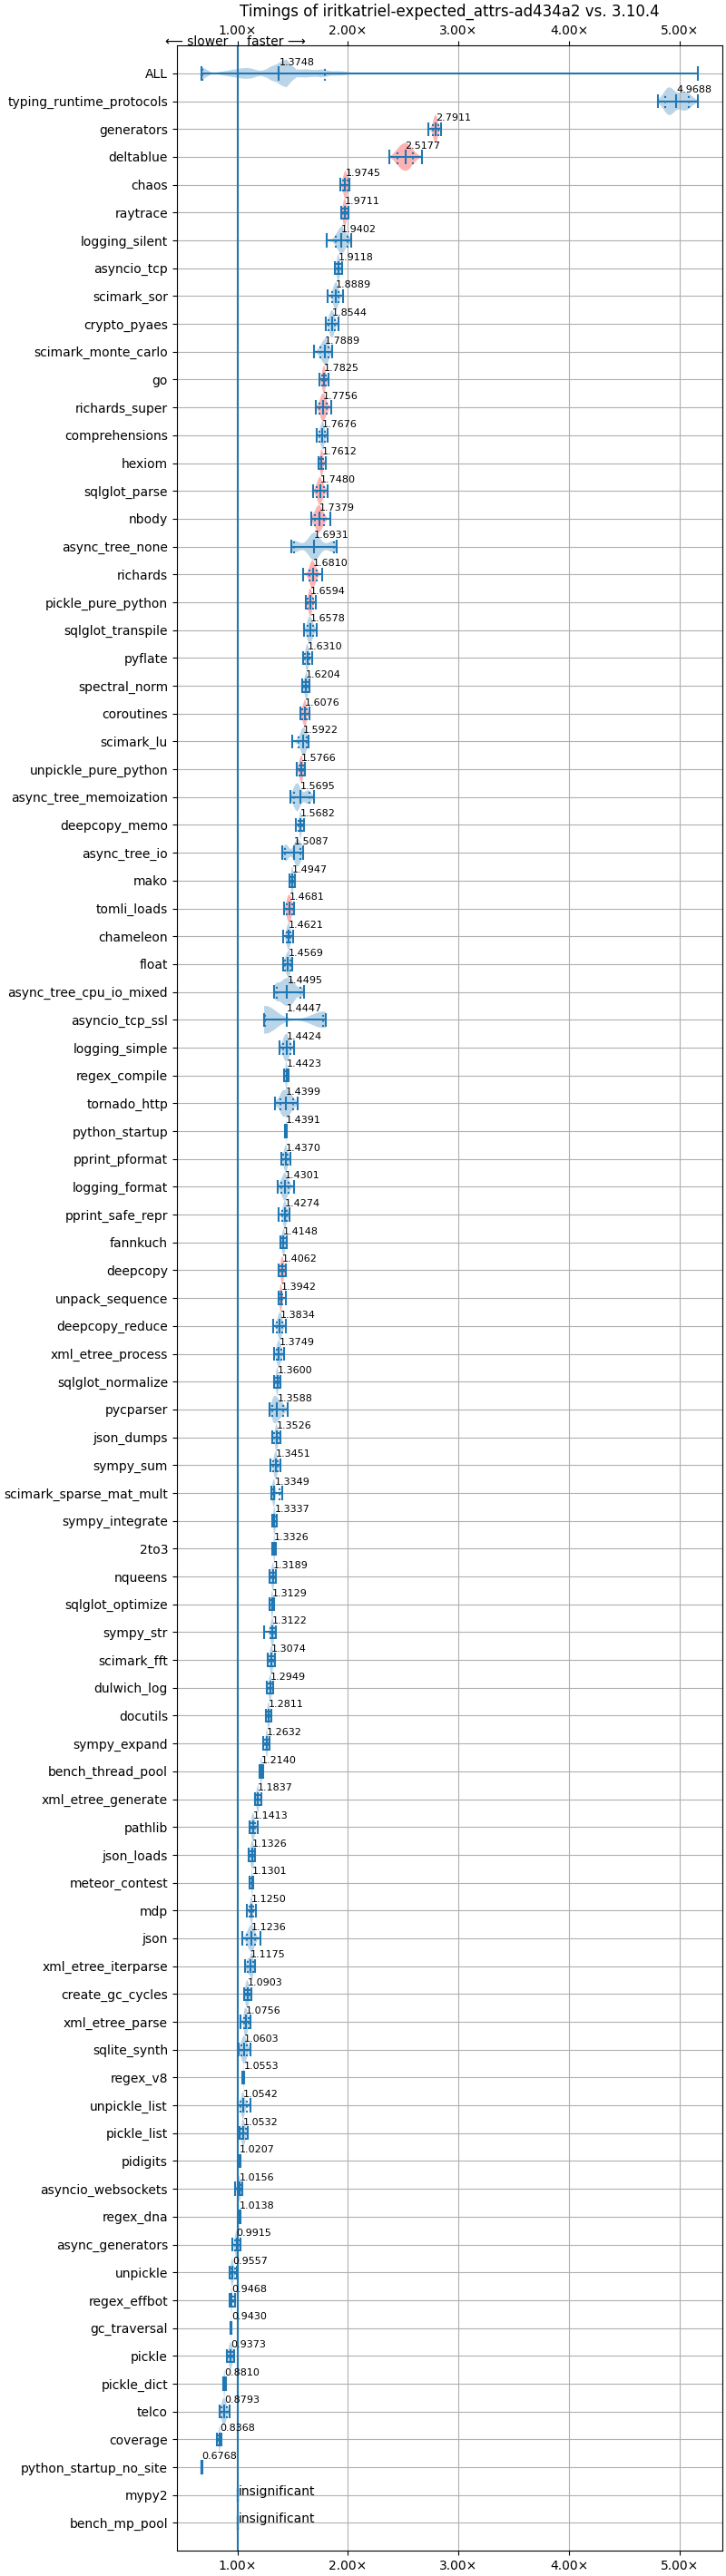 Timings of iritkatriel-expected_attrs-ad434a2 vs. 3.10.4
1.00× 2.00× 3.00× 4.00× 5.00×
⟵ slower faster ⟶
ALL 1.3748
typing_runtime_protocols 4.9688
generators 2.7911
deltablue 2.5177
chaos 1.9745
raytrace 1.9711
logging_silent 1.9402
asyncio_tcp 1.9118
scimark_sor 1.8889
crypto_pyaes 1.8544
scimark_monte_carlo 1.7889
go 1.7825
richards_super 1.7756
comprehensions 1.7676
hexiom 1.7612
sqlglot_parse 1.7480
nbody 1.7379
async_tree_none 1.6931
richards 1.6810
pickle_pure_python 1.6594
sqlglot_transpile 1.6578
pyflate 1.6310
spectral_norm 1.6204
coroutines 1.6076
scimark_lu 1.5922
unpickle_pure_python 1.5766
async_tree_memoization 1.5695
deepcopy_memo 1.5682
async_tree_io 1.5087
mako 1.4947
tomli_loads 1.4681
chameleon 1.4621
float 1.4569
async_tree_cpu_io_mixed 1.4495
asyncio_tcp_ssl 1.4447
logging_simple 1.4424
regex_compile 1.4423
tornado_http 1.4399
python_startup 1.4391
pprint_pformat 1.4370
logging_format 1.4301
pprint_safe_repr 1.4274
fannkuch 1.4148
deepcopy 1.4062
unpack_sequence 1.3942
deepcopy_reduce 1.3834
xml_etree_process 1.3749
sqlglot_normalize 1.3600
pycparser 1.3588
json_dumps 1.3526
sympy_sum 1.3451
scimark_sparse_mat_mult 1.3349
sympy_integrate 1.3337
2to3 1.3326
nqueens 1.3189
sqlglot_optimize 1.3129
sympy_str 1.3122
scimark_fft 1.3074
dulwich_log 1.2949
docutils 1.2811
sympy_expand 1.2632
bench_thread_pool 1.2140
xml_etree_generate 1.1837
pathlib 1.1413
json_loads 1.1326
meteor_contest 1.1301
mdp 1.1250
json 1.1236
xml_etree_iterparse 1.1175
create_gc_cycles 1.0903
xml_etree_parse 1.0756
sqlite_synth 1.0603
regex_v8 1.0553
unpickle_list 1.0542
pickle_list 1.0532
pidigits 1.0207
asyncio_websockets 1.0156
regex_dna 1.0138
async_generators 0.9915
unpickle 0.9557
regex_effbot 0.9468
gc_traversal 0.9430
pickle 0.9373
pickle_dict 0.8810
telco 0.8793
coverage 0.8368
python_startup_no_site 0.6768
mypy2 insignificant
bench_mp_pool insignificant
1.00× 2.00× 3.00× 4.00× 5.00×